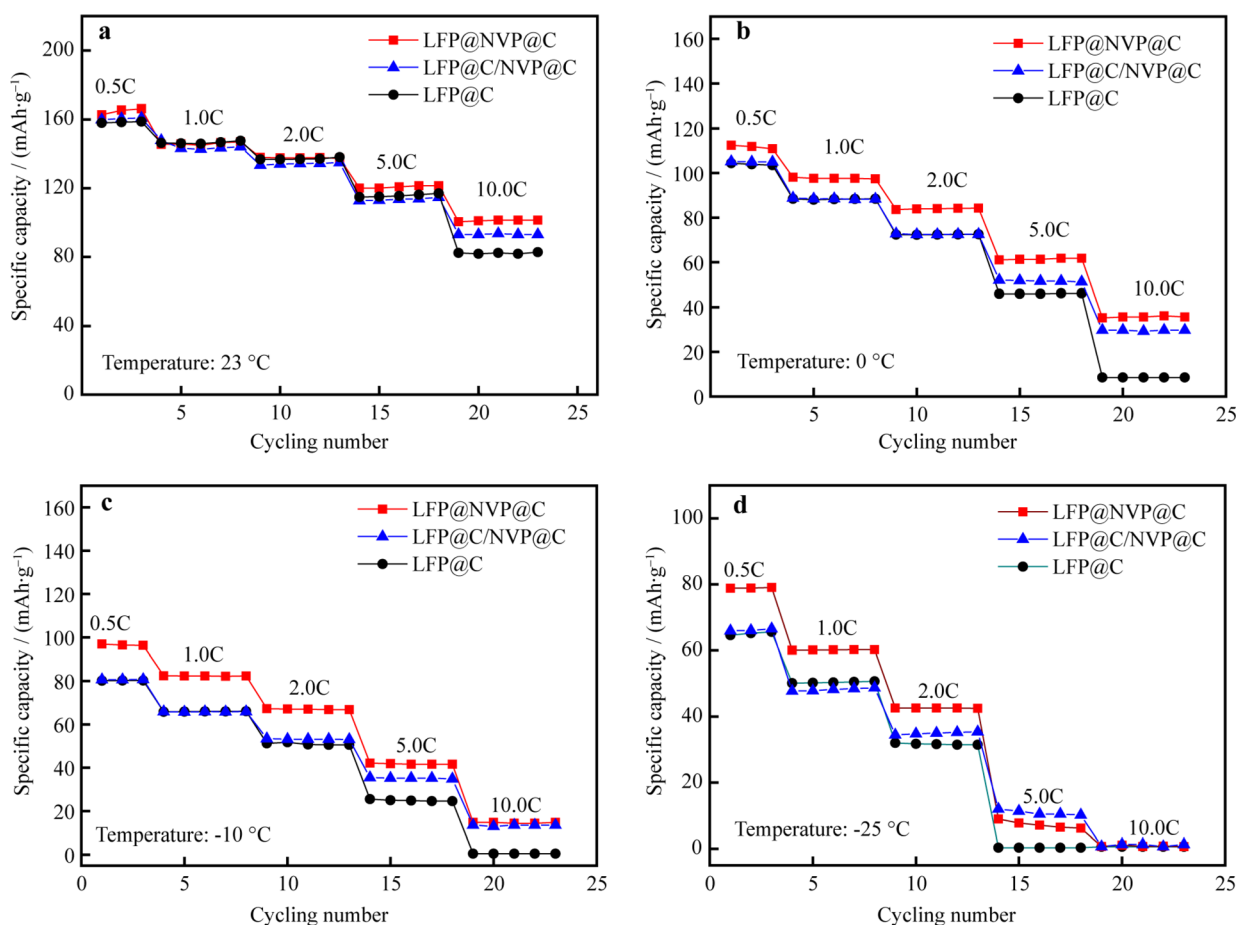 a
LFP@NVP@C
LFP@C/NVP@C
LFP@C
0.5C
1.0C
2.0C
5.0C
10.0C
Temperature: 23 °C
200
160
120
80
40
0
5
10
15
20
25
Specific capacity / (mAh·g⁻¹)
Cycling number
b
LFP@NVP@C
LFP@C/NVP@C
LFP@C
0.5C
1.0C
2.0C
5.0C
10.0C
Temperature: 0 °C
160
140
120
100
80
60
40
20
0
0
5
10
15
20
25
Specific capacity / (mAh·g⁻¹)
Cycling number
c
LFP@NVP@C
LFP@C/NVP@C
LFP@C
0.5C
1.0C
2.0C
5.0C
10.0C
Temperature: -10 °C
160
140
120
100
80
60
40
20
0
0
5
10
15
20
25
Specific capacity / (mAh·g⁻¹)
Cycling number
d
LFP@NVP@C
LFP@C/NVP@C
LFP@C
0.5C
1.0C
2.0C
5.0C
10.0C
Temperature: -25 °C
100
80
60
40
20
0
0
5
10
15
20
25
Specific capacity / (mAh·g⁻¹)
Cycling number